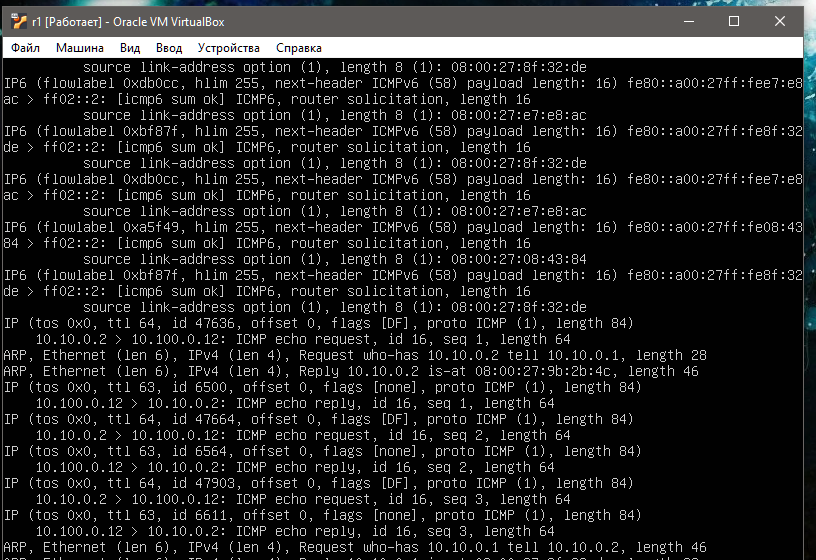 r1 [Работает] - Oracle VM VirtualBox
Файл Машина Вид Ввод Устройства Справка
source link-address option (1), length 8 (1): 08:00:27:8f:32:de
IP6 (flowlabel 0xdb0cc, hlim 255, next-header ICMPv6 (58) payload length: 16) fe80::a00:27ff:fee7:e8
ac > ff02::2: [icmp6 sum ok] ICMP6, router solicitation, length 16
source link-address option (1), length 8 (1): 08:00:27:e7:e8:ac
IP6 (flowlabel 0xbf87f, hlim 255, next-header ICMPv6 (58) payload length: 16) fe80::a00:27ff:fe8f:32
de > ff02::2: [icmp6 sum ok] ICMP6, router solicitation, length 16
source link-address option (1), length 8 (1): 08:00:27:8f:32:de
IP6 (flowlabel 0xdb0cc, hlim 255, next-header ICMPv6 (58) payload length: 16) fe80::a00:27ff:fee7:e8
ac > ff02::2: [icmp6 sum ok] ICMP6, router solicitation, length 16
source link-address option (1), length 8 (1): 08:00:27:e7:e8:ac
IP6 (flowlabel 0xa5f49, hlim 255, next-header ICMPv6 (58) payload length: 16) fe80::a00:27ff:fe08:43
84 > ff02::2: [icmp6 sum ok] ICMP6, router solicitation, length 16
source link-address option (1), length 8 (1): 08:00:27:08:43:84
IP6 (flowlabel 0xbf87f, hlim 255, next-header ICMPv6 (58) payload length: 16) fe80::a00:27ff:fe8f:32
de > ff02::2: [icmp6 sum ok] ICMP6, router solicitation, length 16
source link-address option (1), length 8 (1): 08:00:27:8f:32:de
IP (tos 0x0, ttl 64, id 47636, offset 0, flags [DF], proto ICMP (1), length 84)
10.10.0.2 > 10.100.0.12: ICMP echo request, id 16, seq 1, length 64
ARP, Ethernet (len 6), IPv4 (len 4), Request who-has 10.10.0.2 tell 10.10.0.1, length 28
ARP, Ethernet (len 6), IPv4 (len 4), Reply 10.10.0.2 is-at 08:00:27:9b:2b:4c, length 46
IP (tos 0x0, ttl 63, id 6500, offset 0, flags [none], proto ICMP (1), length 84)
10.100.0.12 > 10.10.0.2: ICMP echo reply, id 16, seq 1, length 64
IP (tos 0x0, ttl 64, id 47664, offset 0, flags [DF], proto ICMP (1), length 84)
10.10.0.2 > 10.100.0.12: ICMP echo request, id 16, seq 2, length 64
IP (tos 0x0, ttl 63, id 6564, offset 0, flags [none], proto ICMP (1), length 84)
10.100.0.12 > 10.10.0.2: ICMP echo reply, id 16, seq 2, length 64
IP (tos 0x0, ttl 64, id 47903, offset 0, flags [DF], proto ICMP (1), length 84)
10.10.0.2 > 10.100.0.12: ICMP echo request, id 16, seq 3, length 64
IP (tos 0x0, ttl 63, id 6611, offset 0, flags [none], proto ICMP (1), length 84)
10.100.0.12 > 10.10.0.2: ICMP echo reply, id 16, seq 3, length 64
ARP, Ethernet (len 6), IPv4 (len 4), Request who-has 10.10.0.1 tell 10.10.0.2, length 46